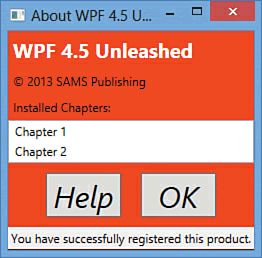 About WPF 4.5 U...
WPF 4.5 Unleashed
© 2013 SAMS Publishing
Installed Chapters:
Chapter 1
Chapter 2
Help OK
You have successfully registered this product.